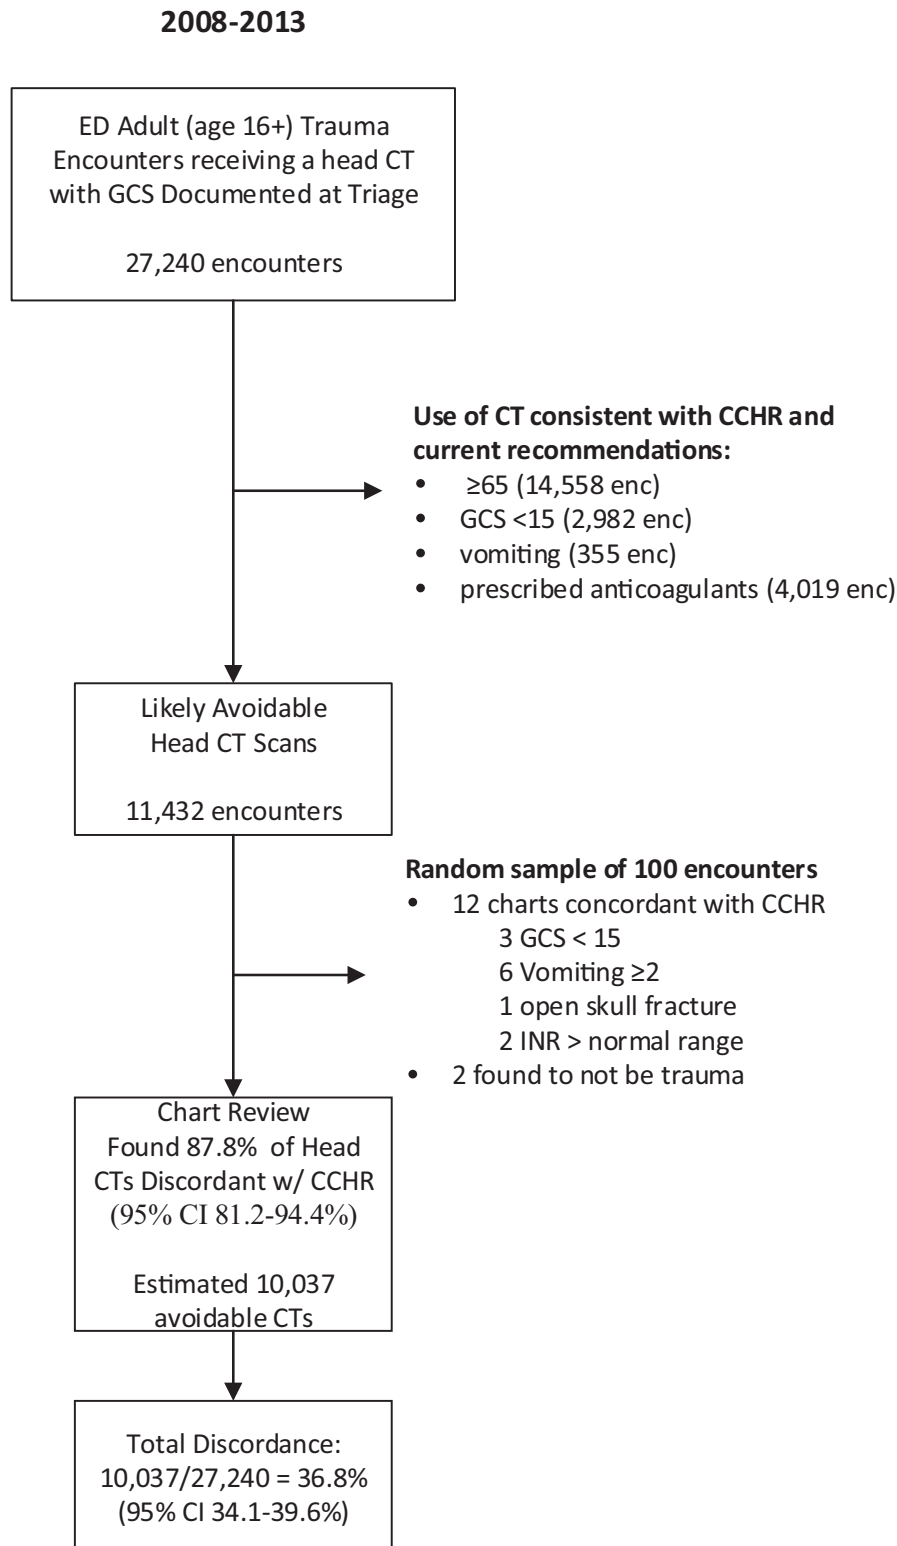 2008-2013
ED Adult (age 16+) Trauma
Encounters receiving a head CT
with GCS Documented at Triage
27,240 encounters
Use of CT consistent with CCHR and
current recommendations:
• ≥65 (14,558 enc)
• GCS <15 (2,982 enc)
• vomiting (355 enc)
• prescribed anticoagulants (4,019 enc)
Likely Avoidable
Head CT Scans
11,432 encounters
Random sample of 100 encounters
• 12 charts concordant with CCHR
3 GCS < 15
6 Vomiting ≥2
1 open skull fracture
2 INR > normal range
• 2 found to not be trauma
Chart Review
Found 87.8% of Head
CTs Discordant w/ CCHR
(95% CI 81.2-94.4%)
Estimated 10,037
avoidable CTs
Total Discordance:
10,037/27,240 = 36.8%
(95% CI 34.1-39.6%)